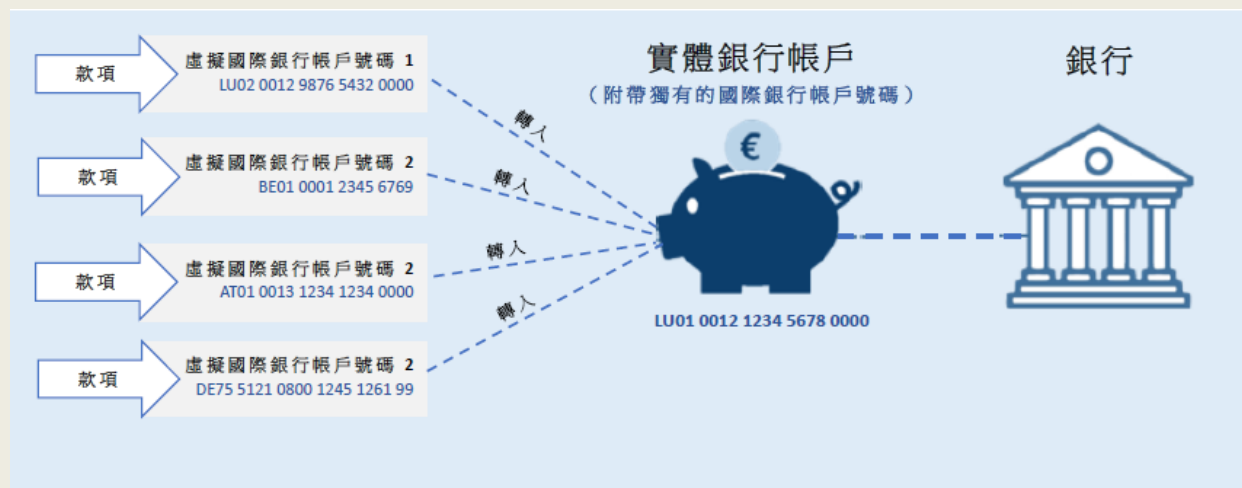 款項
虛擬國際銀行帳戶號碼 1
LU02 0012 9876 5432 0000
款項
虛擬國際銀行帳戶號碼 2
BE01 0001 2345 6769
款項
虛擬國際銀行帳戶號碼 2
AT01 0013 1234 1234 0000
款項
虛擬國際銀行帳戶號碼 2
DE75 5121 0800 1245 1261 99
轉入
轉入
轉入
轉入
實體銀行帳戶
（附帶獨有的國際銀行帳戶號碼）
€
LU01 0012 1234 5678 0000
銀行